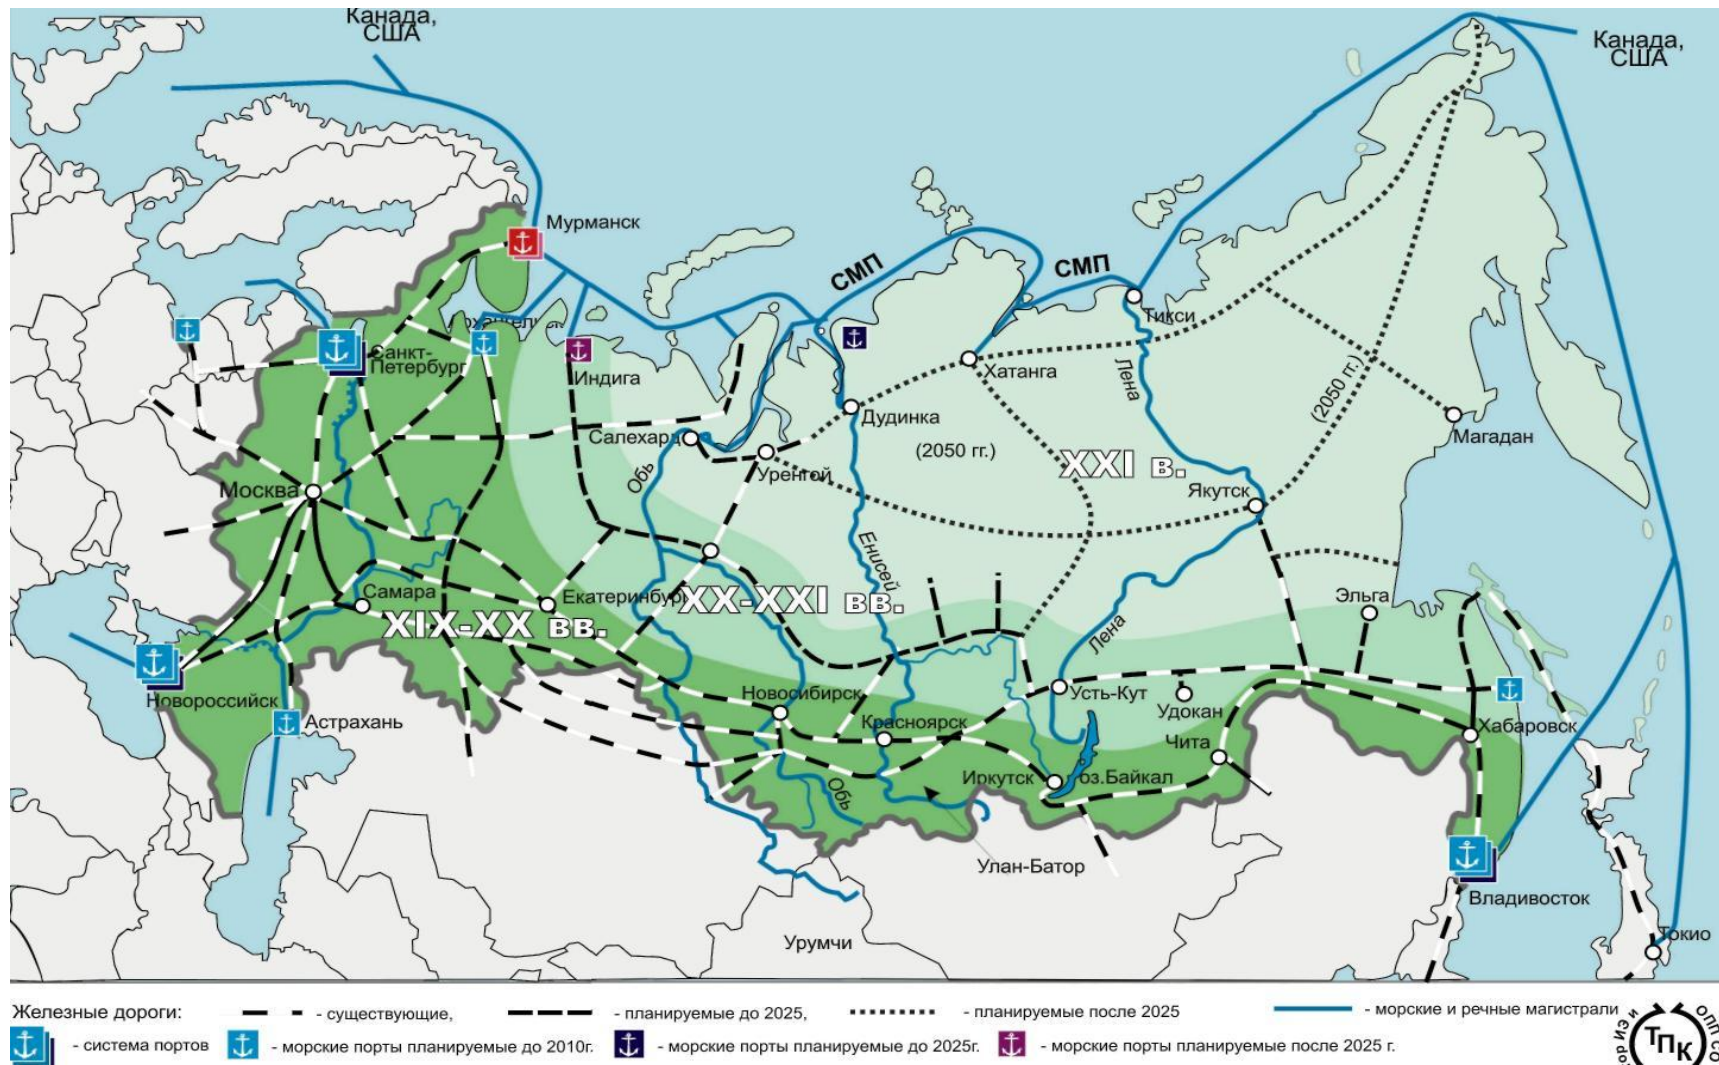 Канада,
США
Канада,
США
Мурманск
СМП
СМП
Тикси
Архангельск
Санкт-
Петербург
Индига
Хатанга
Лена
(2050 гг.)
Дудинка
Салехард
(2050 гг.)
Магадан
Уренгой
XXI в.
Обь
Москва
Якутск
Енисей
Самара
Екатеринбург
XX-XXI вв.
Эльга
XIX-XX вв.
Лена
Новороссийск
Новосибирск
Усть-Кут
Удокан
Астрахань
Красноярск
Хабаровск
Чита
Иркутск
оз.Байкал
Обь
Улан-Батор
Владивосток
Урумчи
Токио
Железные дороги: - существующие, - планируемые до 2025, - планируемые после 2025 - морские и речные магистрали
- система портов - морские порты планируемые до 2010г. - морские порты планируемые до 2025г. - морские порты планируемые после 2025 г.
ТПК